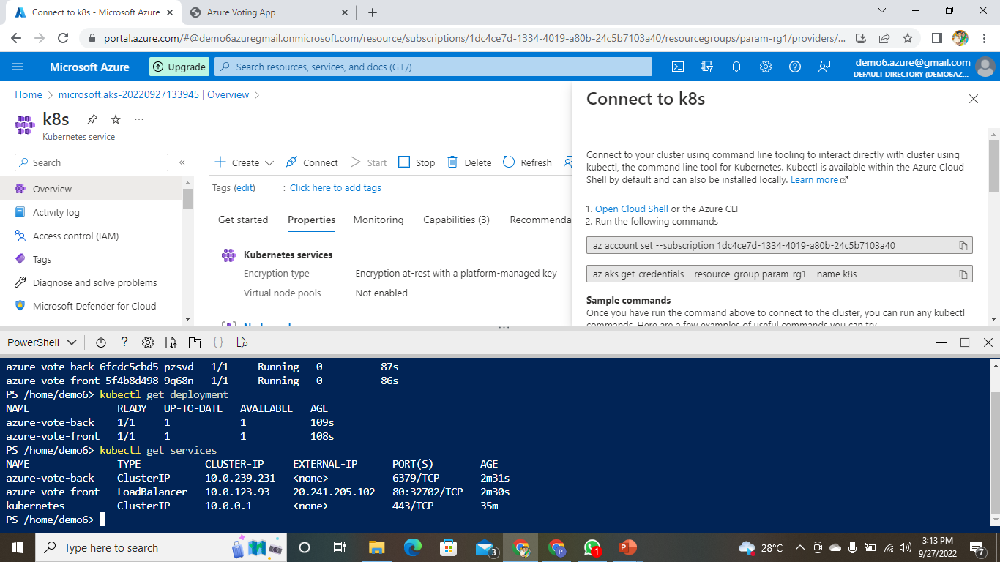 Connect to k8s - Microsoft Azure
Azure Voting App
portal.azure.com/#@demo6azuregmail.onmicrosoft.com/resource/subscriptions/1dc4ce7d-1334-4019-a80b-24c5b7103a40/resourcegroups/param-rg1/providers/...
Microsoft Azure
Upgrade
Search resources, services, and docs (G+/)
demo6.azure@gmail.com
DEFAULT DIRECTORY (DEMO6AZ...
Home > microsoft.aks-20220927133945 | Overview >
k8s
Kubernetes service
Search
Overview
Activity log
Access control (IAM)
Tags
Diagnose and solve problems
Microsoft Defender for Cloud
Create
Connect
Start
Stop
Delete
Refresh
Tags (edit) : Click here to add tags
Get started Properties Monitoring Capabilities (3) Recommenda
Kubernetes services
Encryption type Encryption at-rest with a platform-managed key
Virtual node pools Not enabled
Connect to k8s
Connect to your cluster using command line tooling to interact directly with cluster using
kubectl, the command line tool for Kubernetes. Kubectl is available within the Azure Cloud
Shell by default and can also be installed locally. Learn more
1. Open Cloud Shell or the Azure CLI
2. Run the following commands
az account set --subscription 1dc4ce7d-1334-4019-a80b-24c5b7103a40
az aks get-credentials --resource-group param-rg1 --name k8s
Sample commands
Once you have run the command above to connect to the cluster, you can run any kubectl
commands. Here are a few examples of useful commands you can try.
PowerShell
azure-vote-back-6fcdc5cbd5-pzsvd 1/1 Running 0 87s
azure-vote-front-5f4b8d498-9q68n 1/1 Running 0 86s
PS /home/demo6> kubectl get deployment
NAME READY UP-TO-DATE AVAILABLE AGE
azure-vote-back 1/1 1 1 109s
azure-vote-front 1/1 1 1 108s
PS /home/demo6> kubectl get services
NAME TYPE CLUSTER-IP EXTERNAL-IP PORT(S) AGE
azure-vote-back ClusterIP 10.0.239.231 <none> 6379/TCP 2m31s
azure-vote-front LoadBalancer 10.0.123.93 20.241.205.102 80:32702/TCP 2m30s
kubernetes ClusterIP 10.0.0.1 <none> 443/TCP 35m
PS /home/demo6>
Type here to search
3
P
1
28°C
3:13 PM
9/27/2022
7